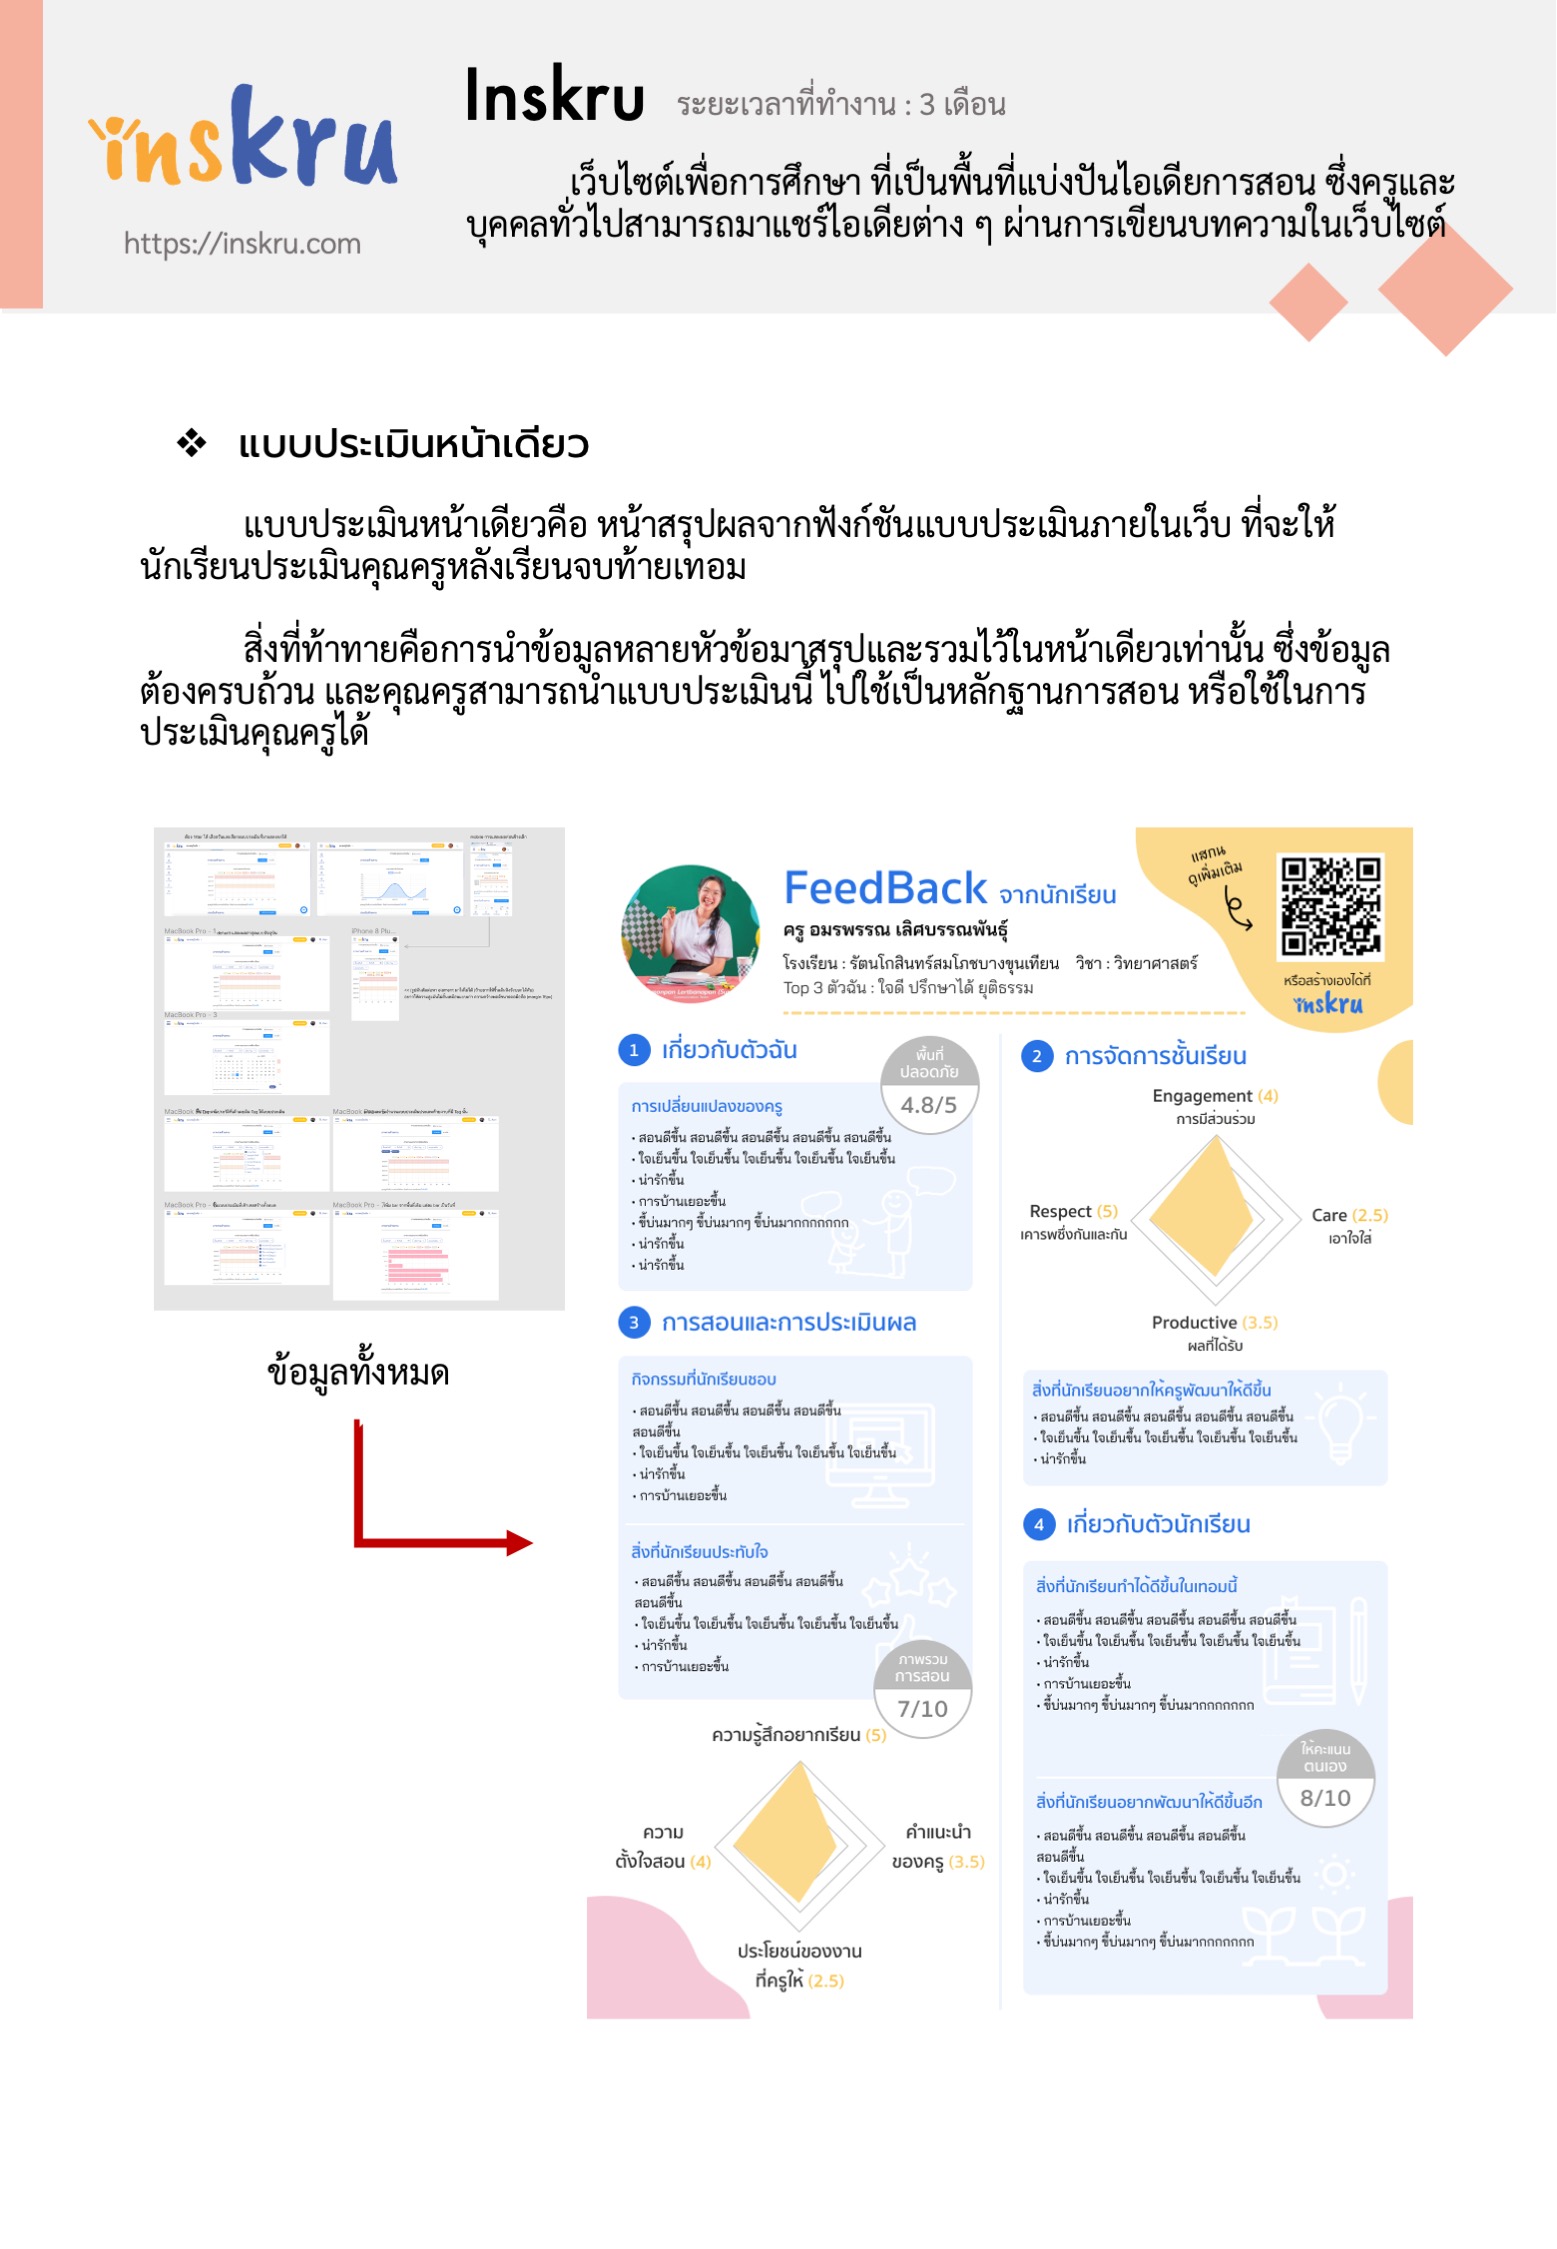 inskru
https://inskru.com
Inskru ระยะเวลาที่ทำงาน : 3 เดือน
เว็บไซต์เพื่อการศึกษา ที่เป็นพื้นที่แบ่งปันไอเดียการสอน ซึ่งครูและ
บุคคลทั่วไปสามารถมาแชร์ไอเดียต่าง ๆ ผ่านการเขียนบทความในเว็บไซต์
❖ แบบประเมินหน้าเดียว
แบบประเมินหน้าเดียวคือ หน้าสรุปผลจากฟังก์ชันแบบประเมินภายในเว็บ ที่จะให้
นักเรียนประเมินคุณครูหลังเรียนจบท้ายเทอม
สิ่งที่ท้าทายคือการนำข้อมูลหลายหัวข้อมาสรุปและรวมไว้ในหน้าเดียวเท่านั้น ซึ่งข้อมูล
ต้องครบถ้วน และคุณครูสามารถนำแบบประเมินนี้ ไปใช้เป็นหลักฐานการสอน หรือใช้ในการ
ประเมินคุณครูได้
MacBook Pro - 1
iPhone 8 Plu...
MacBook Pro - 3
ข้อมูลทั้งหมด
FeedBack จากนักเรียน
ครู อมรพรรณ เลิศบรรณพันธุ์
โรงเรียน : รัตนโกสินทร์สมโภชบางขุนเทียน วิชา : วิทยาศาสตร์
Top 3 ตัวฉัน : ใจดี ปรึกษาได้ ยุติธรรม
แสกน
ดูเพิ่มเติม
หรือสร้างเองได้ที่
inskru
1 เกี่ยวกับตัวฉัน
พื้นที่
ปลอดภัย
4.8/5
การเปลี่ยนแปลงของครู
• สอนดีขึ้น สอนดีขึ้น สอนดีขึ้น สอนดีขึ้น สอนดีขึ้น
• ใจเย็นขึ้น ใจเย็นขึ้น ใจเย็นขึ้น ใจเย็นขึ้น ใจเย็นขึ้น
• น่ารักขึ้น
• การบ้านเยอะขึ้น
• ขี้บ่นมากๆ ขี้บ่นมากๆ ขี้บ่นมากกกกกกกก
• น่ารักขึ้น
• น่ารักขึ้น
2 การจัดการชั้นเรียน
Engagement (4)
การมีส่วนร่วม
Respect (5)
เคารพซึ่งกันและกัน
Care (2.5)
เอาใจใส่
Productive (3.5)
ผลที่ได้รับ
สิ่งที่นักเรียนอยากให้ครูพัฒนาให้ดีขึ้น
• สอนดีขึ้น สอนดีขึ้น สอนดีขึ้น สอนดีขึ้น สอนดีขึ้น
• ใจเย็นขึ้น ใจเย็นขึ้น ใจเย็นขึ้น ใจเย็นขึ้น ใจเย็นขึ้น
• น่ารักขึ้น
3 การสอนและการประเมินผล
กิจกรรมที่นักเรียนชอบ
• สอนดีขึ้น สอนดีขึ้น สอนดีขึ้น สอนดีขึ้น
สอนดีขึ้น
• ใจเย็นขึ้น ใจเย็นขึ้น ใจเย็นขึ้น ใจเย็นขึ้น ใจเย็นขึ้น
• น่ารักขึ้น
• การบ้านเยอะขึ้น
สิ่งที่นักเรียนประทับใจ
• สอนดีขึ้น สอนดีขึ้น สอนดีขึ้น สอนดีขึ้น
สอนดีขึ้น
• ใจเย็นขึ้น ใจเย็นขึ้น ใจเย็นขึ้น ใจเย็นขึ้น ใจเย็นขึ้น
• น่ารักขึ้น
• การบ้านเยอะขึ้น
ภาพรวม
การสอน
7/10
ความรู้สึกอยากเรียน (5)
ความ
ตั้งใจสอน (4)
คำแนะนำ
ของครู (3.5)
ประโยชน์ของงาน
ที่ครูให้ (2.5)
4 เกี่ยวกับตัวนักเรียน
สิ่งที่นักเรียนทำได้ดีขึ้นในเทอมนี้
• สอนดีขึ้น สอนดีขึ้น สอนดีขึ้น สอนดีขึ้น สอนดีขึ้น
• ใจเย็นขึ้น ใจเย็นขึ้น ใจเย็นขึ้น ใจเย็นขึ้น ใจเย็นขึ้น
• น่ารักขึ้น
• การบ้านเยอะขึ้น
• ขี้บ่นมากๆ ขี้บ่นมากๆ ขี้บ่นมากกกกกกกก
ให้คะแนน
ตนเอง
8/10
สิ่งที่นักเรียนอยากพัฒนาให้ดีขึ้นอีก
• สอนดีขึ้น สอนดีขึ้น สอนดีขึ้น สอนดีขึ้น
สอนดีขึ้น
• ใจเย็นขึ้น ใจเย็นขึ้น ใจเย็นขึ้น ใจเย็นขึ้น ใจเย็นขึ้น
• น่ารักขึ้น
• การบ้านเยอะขึ้น
• ขี้บ่นมากๆ ขี้บ่นมากๆ ขี้บ่นมากกกกกกกก